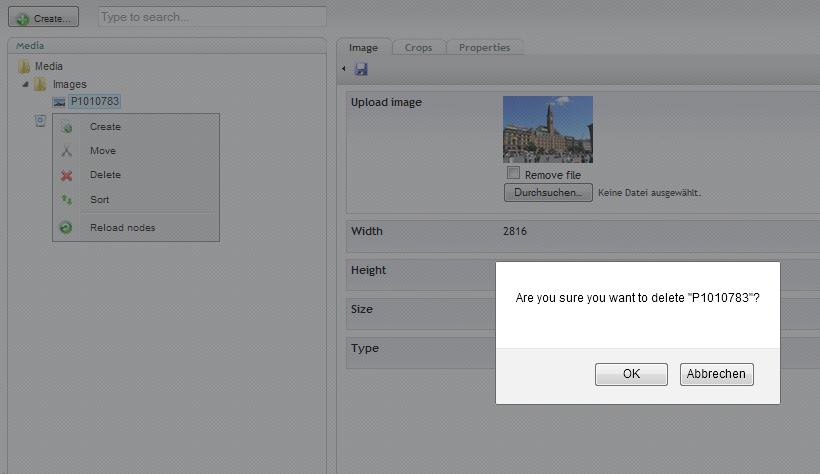 Create...
Type to search...
Media
Media
Images
P1010783
Create
Move
Delete
Sort
Reload nodes
Image
Crops
Properties
Upload image
Remove file
Durchsuchen...
Keine Datei ausgewählt.
Width
2816
Height
Size
Type
Are you sure you want to delete "P1010783"?
OK
Abbrechen